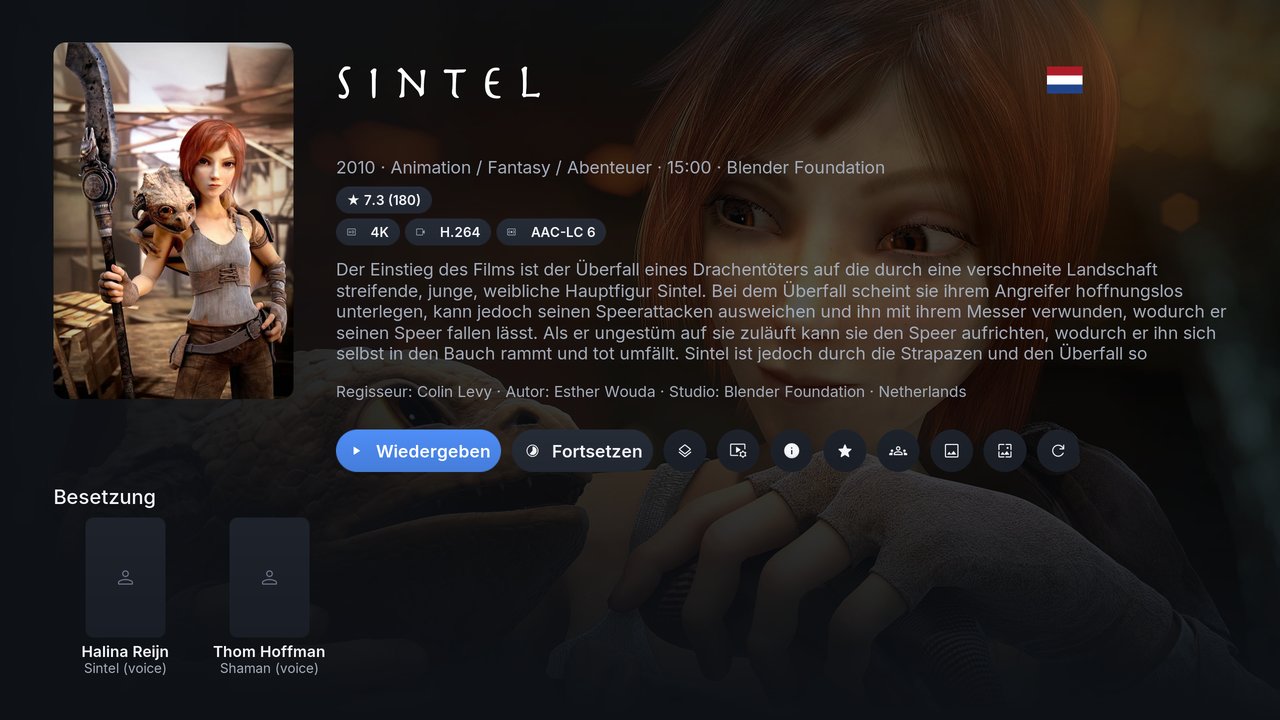 SINTEL
2010 · Animation / Fantasy / Abenteuer · 15:00 · Blender Foundation
★ 7.3 (180)
4K H.264 AAC-LC 6
Der Einstieg des Films ist der Überfall eines Drachentöters auf die durch eine verschneite Landschaft
streifende, junge, weibliche Hauptfigur Sintel. Bei dem Überfall scheint sie ihrem Angreifer hoffnungslos
unterlegen, kann jedoch seinen Speerattacken ausweichen und ihn mit ihrem Messer verwunden, wodurch er
seinen Speer fallen lässt. Als er ungestüm auf sie zuläuft kann sie den Speer aufrichten, wodurch er ihn sich
selbst in den Bauch rammt und tot umfällt. Sintel ist jedoch durch die Strapazen und den Überfall so
Regisseur: Colin Levy · Autor: Esther Wouda · Studio: Blender Foundation · Netherlands
Wiedergeben Fortsetzen
Besetzung
Halina Reijn Thom Hoffman
Sintel (voice) Shaman (voice)